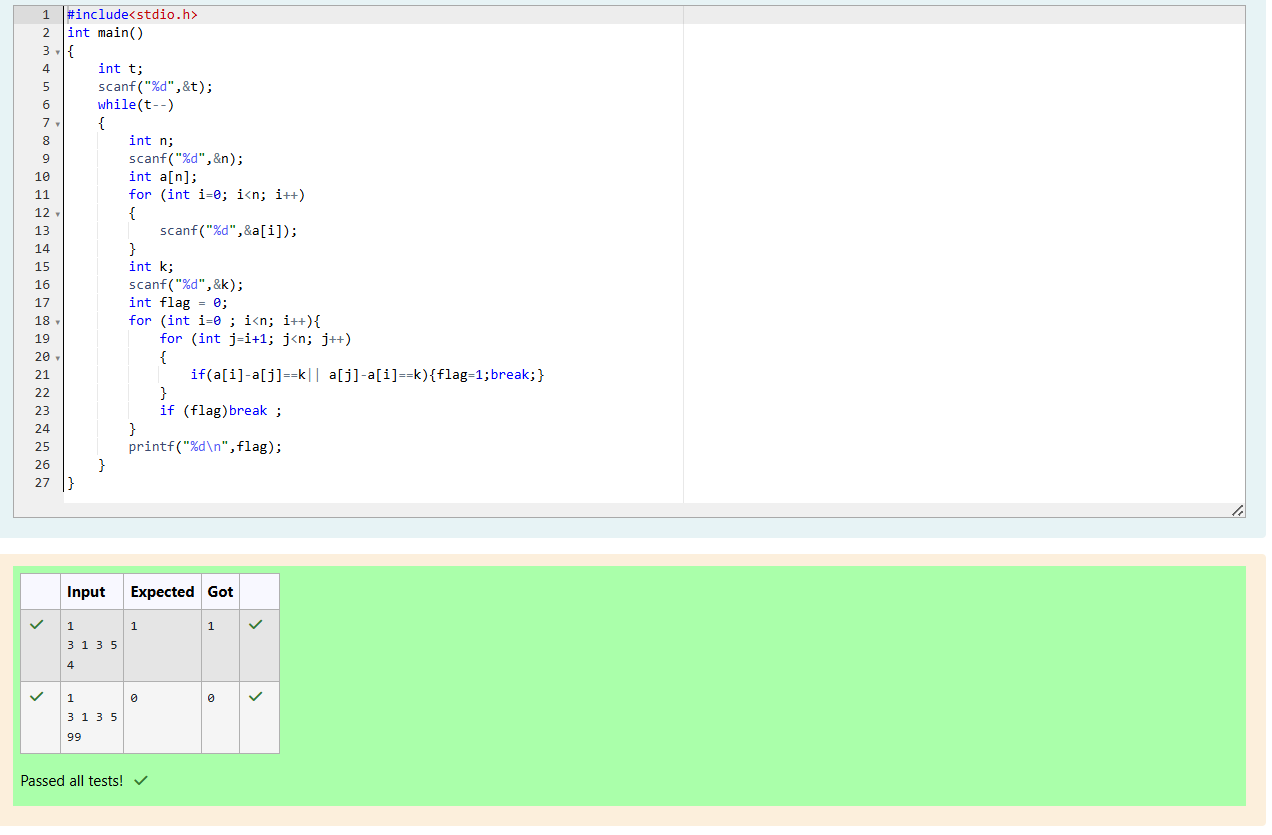 1 #include<stdio.h>
2 int main()
3 {
4     int t;
5     scanf("%d",&t);
6     while(t--)
7     {
8         int n;
9         scanf("%d",&n);
10         int a[n];
11         for (int i=0; i<n; i++)
12         {
13             scanf("%d",&a[i]);
14         }
15         int k;
16         scanf("%d",&k);
17         int flag = 0;
18         for (int i=0 ; i<n; i++){
19             for (int j=i+1; j<n; j++)
20             {
21                 if(a[i]-a[j]==k|| a[j]-a[i]==k){flag=1;break;}
22             }
23             if (flag)break ;
24         }
25         printf("%d\n",flag);
26     }
27 }
Input Expected Got
1 1 1
3 1 3 5
4
1 0 0
3 1 3 5
99
Passed all tests!